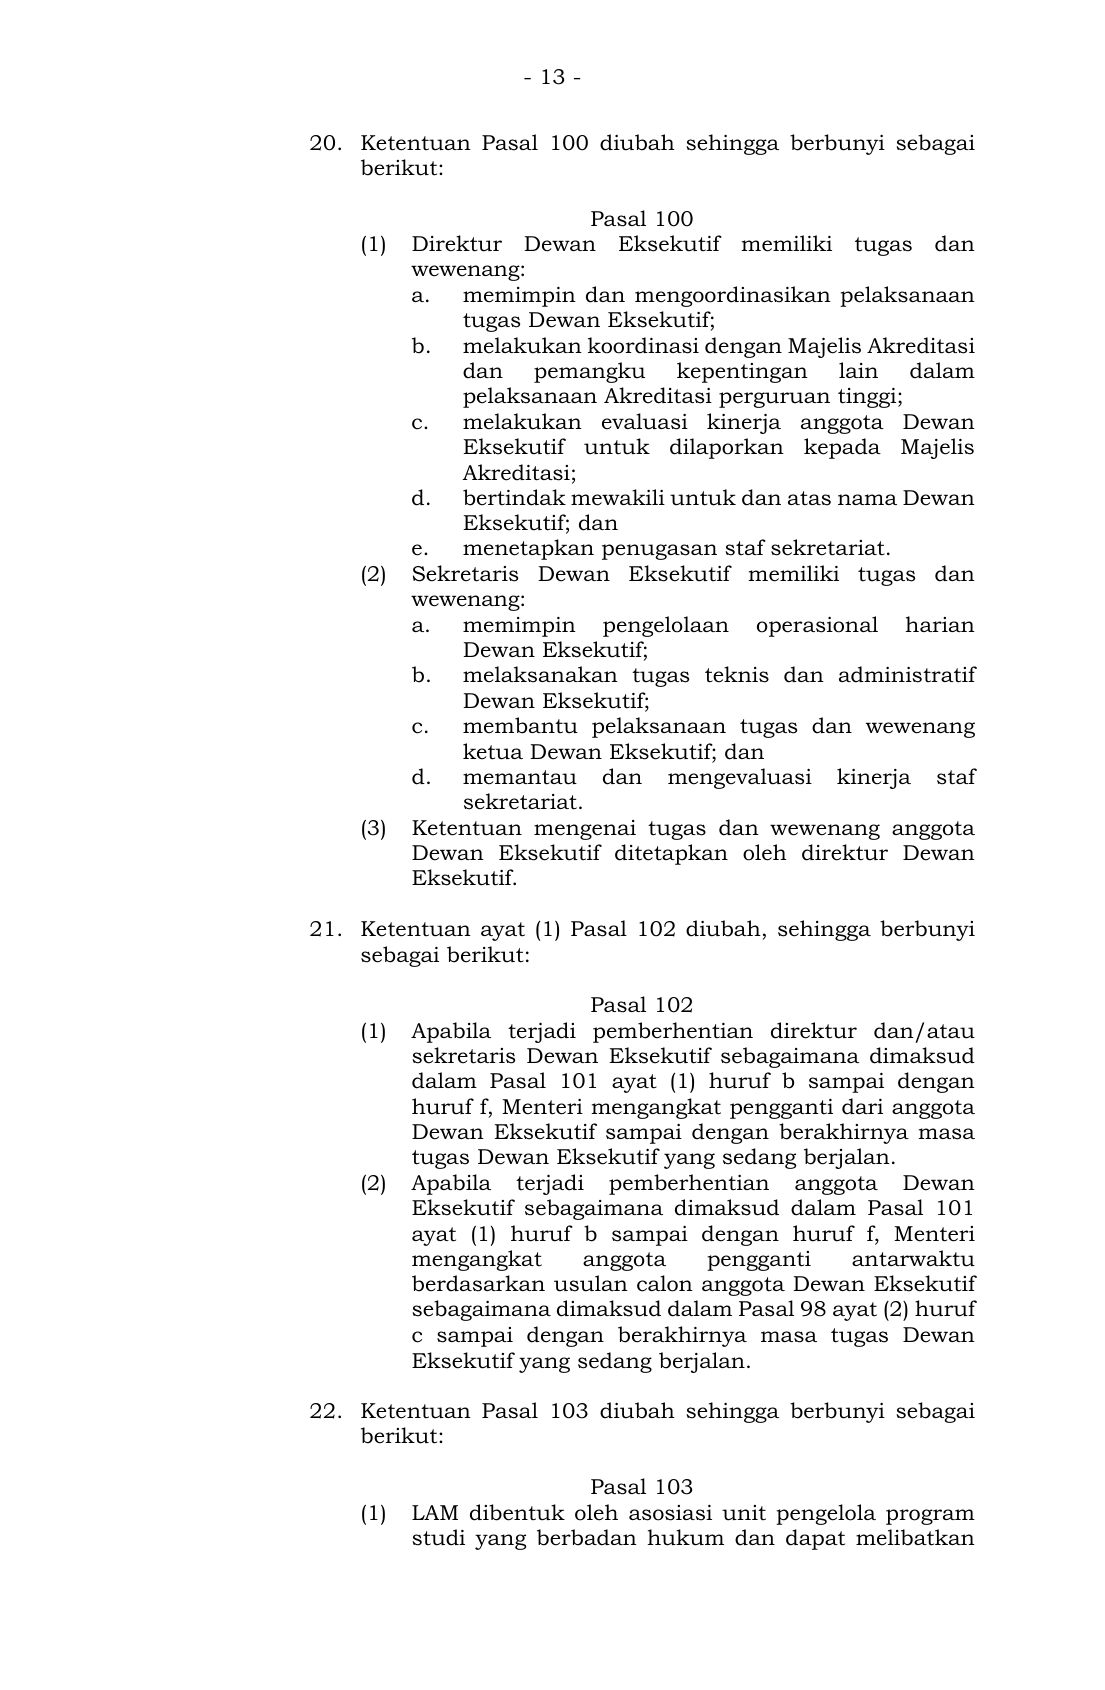 - 13 -
20. Ketentuan Pasal 100 diubah sehingga berbunyi sebagai
berikut:
Pasal 100
(1) Direktur Dewan Eksekutif memiliki tugas dan
wewenang:
a. memimpin dan mengoordinasikan pelaksanaan
tugas Dewan Eksekutif;
b. melakukan koordinasi dengan Majelis Akreditasi
dan pemangku kepentingan lain dalam
pelaksanaan Akreditasi perguruan tinggi;
c. melakukan evaluasi kinerja anggota Dewan
Eksekutif untuk dilaporkan kepada Majelis
Akreditasi;
d. bertindak mewakili untuk dan atas nama Dewan
Eksekutif; dan
e. menetapkan penugasan staf sekretariat.
(2) Sekretaris Dewan Eksekutif memiliki tugas dan
wewenang:
a. memimpin pengelolaan operasional harian
Dewan Eksekutif;
b. melaksanakan tugas teknis dan administratif
Dewan Eksekutif;
c. membantu pelaksanaan tugas dan wewenang
ketua Dewan Eksekutif; dan
d. memantau dan mengevaluasi kinerja staf
sekretariat.
(3) Ketentuan mengenai tugas dan wewenang anggota
Dewan Eksekutif ditetapkan oleh direktur Dewan
Eksekutif.
21. Ketentuan ayat (1) Pasal 102 diubah, sehingga berbunyi
sebagai berikut:
Pasal 102
(1) Apabila terjadi pemberhentian direktur dan/atau
sekretaris Dewan Eksekutif sebagaimana dimaksud
dalam Pasal 101 ayat (1) huruf b sampai dengan
huruf f, Menteri mengangkat pengganti dari anggota
Dewan Eksekutif sampai dengan berakhirnya masa
tugas Dewan Eksekutif yang sedang berjalan.
(2) Apabila terjadi pemberhentian anggota Dewan
Eksekutif sebagaimana dimaksud dalam Pasal 101
ayat (1) huruf b sampai dengan huruf f, Menteri
mengangkat anggota pengganti antarwaktu
berdasarkan usulan calon anggota Dewan Eksekutif
sebagaimana dimaksud dalam Pasal 98 ayat (2) huruf
c sampai dengan berakhirnya masa tugas Dewan
Eksekutif yang sedang berjalan.
22. Ketentuan Pasal 103 diubah sehingga berbunyi sebagai
berikut:
Pasal 103
(1) LAM dibentuk oleh asosiasi unit pengelola program
studi yang berbadan hukum dan dapat melibatkan